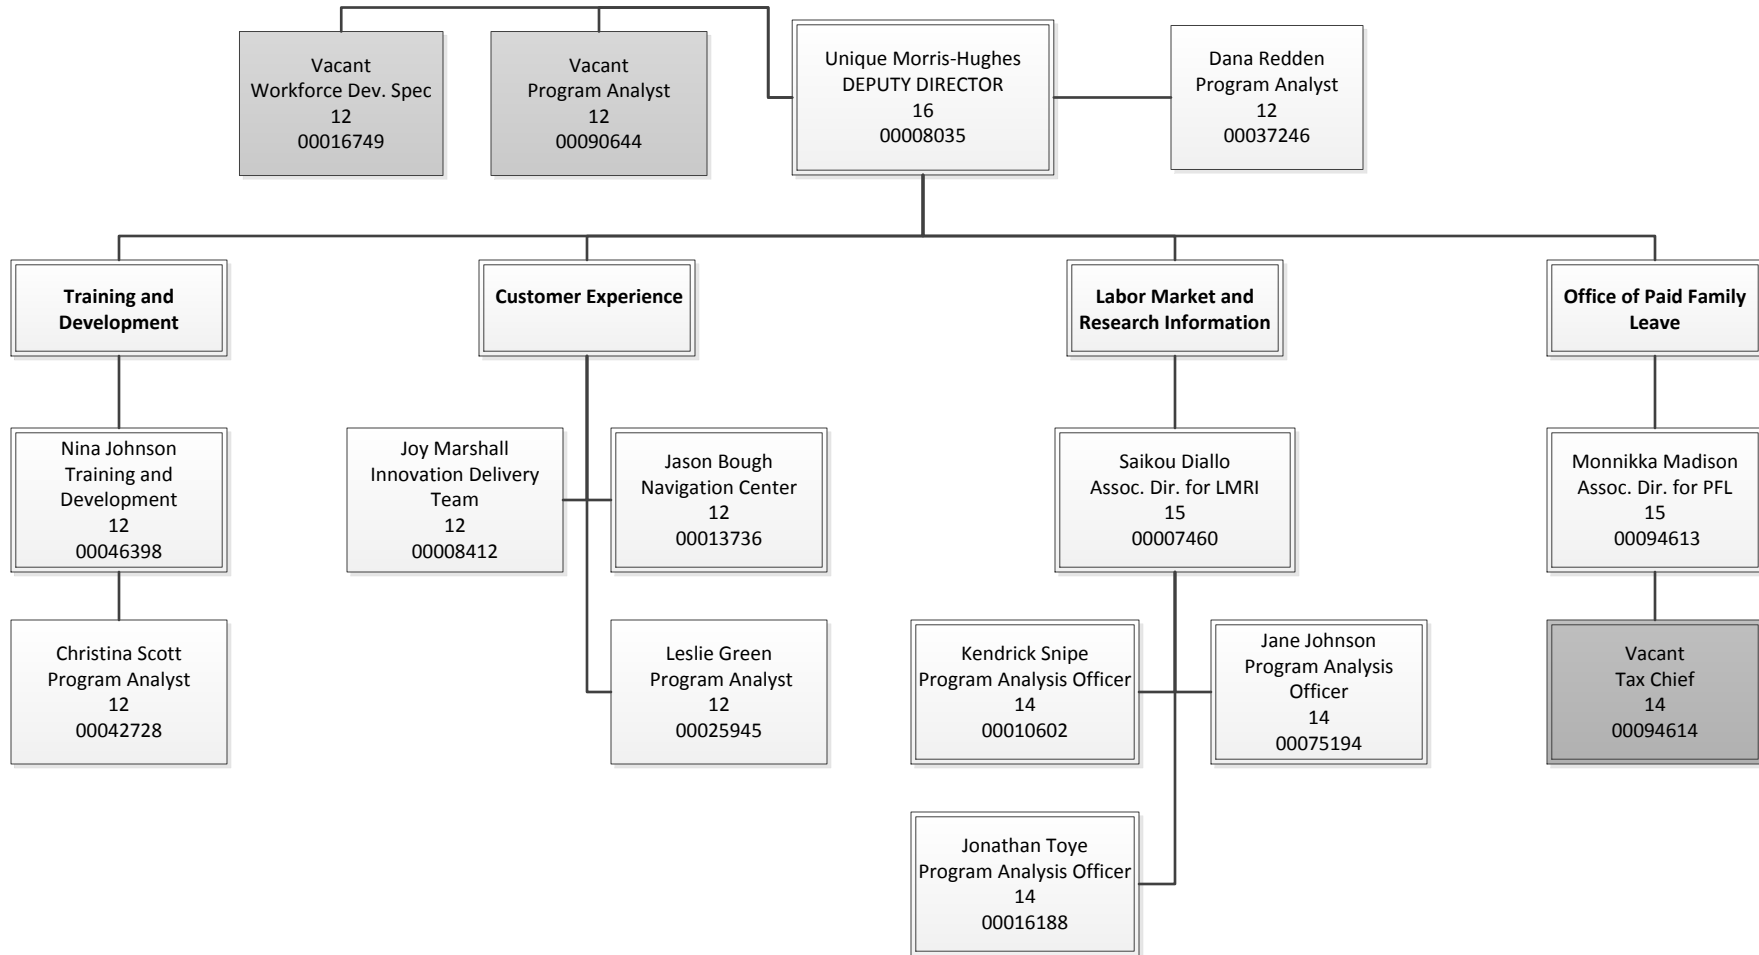 Vacant
Workforce Dev. Spec
12
00016749
Vacant
Program Analyst
12
00090644
Unique Morris-Hughes
DEPUTY DIRECTOR
16
00008035
Dana Redden
Program Analyst
12
00037246
Training and
Development
Customer Experience
Labor Market and
Research Information
Office of Paid Family
Leave
Nina Johnson
Training and
Development
12
00046398
Joy Marshall
Innovation Delivery
Team
12
00008412
Jason Bough
Navigation Center
12
00013736
Saikou Diallo
Assoc. Dir. for LMRI
15
00007460
Monnikka Madison
Assoc. Dir. for PFL
15
00094613
Christina Scott
Program Analyst
12
00042728
Leslie Green
Program Analyst
12
00025945
Kendrick Snipe
Program Analysis Officer
14
00010602
Jane Johnson
Program Analysis
Officer
14
00075194
Vacant
Tax Chief
14
00094614
Jonathan Toye
Program Analysis Officer
14
00016188